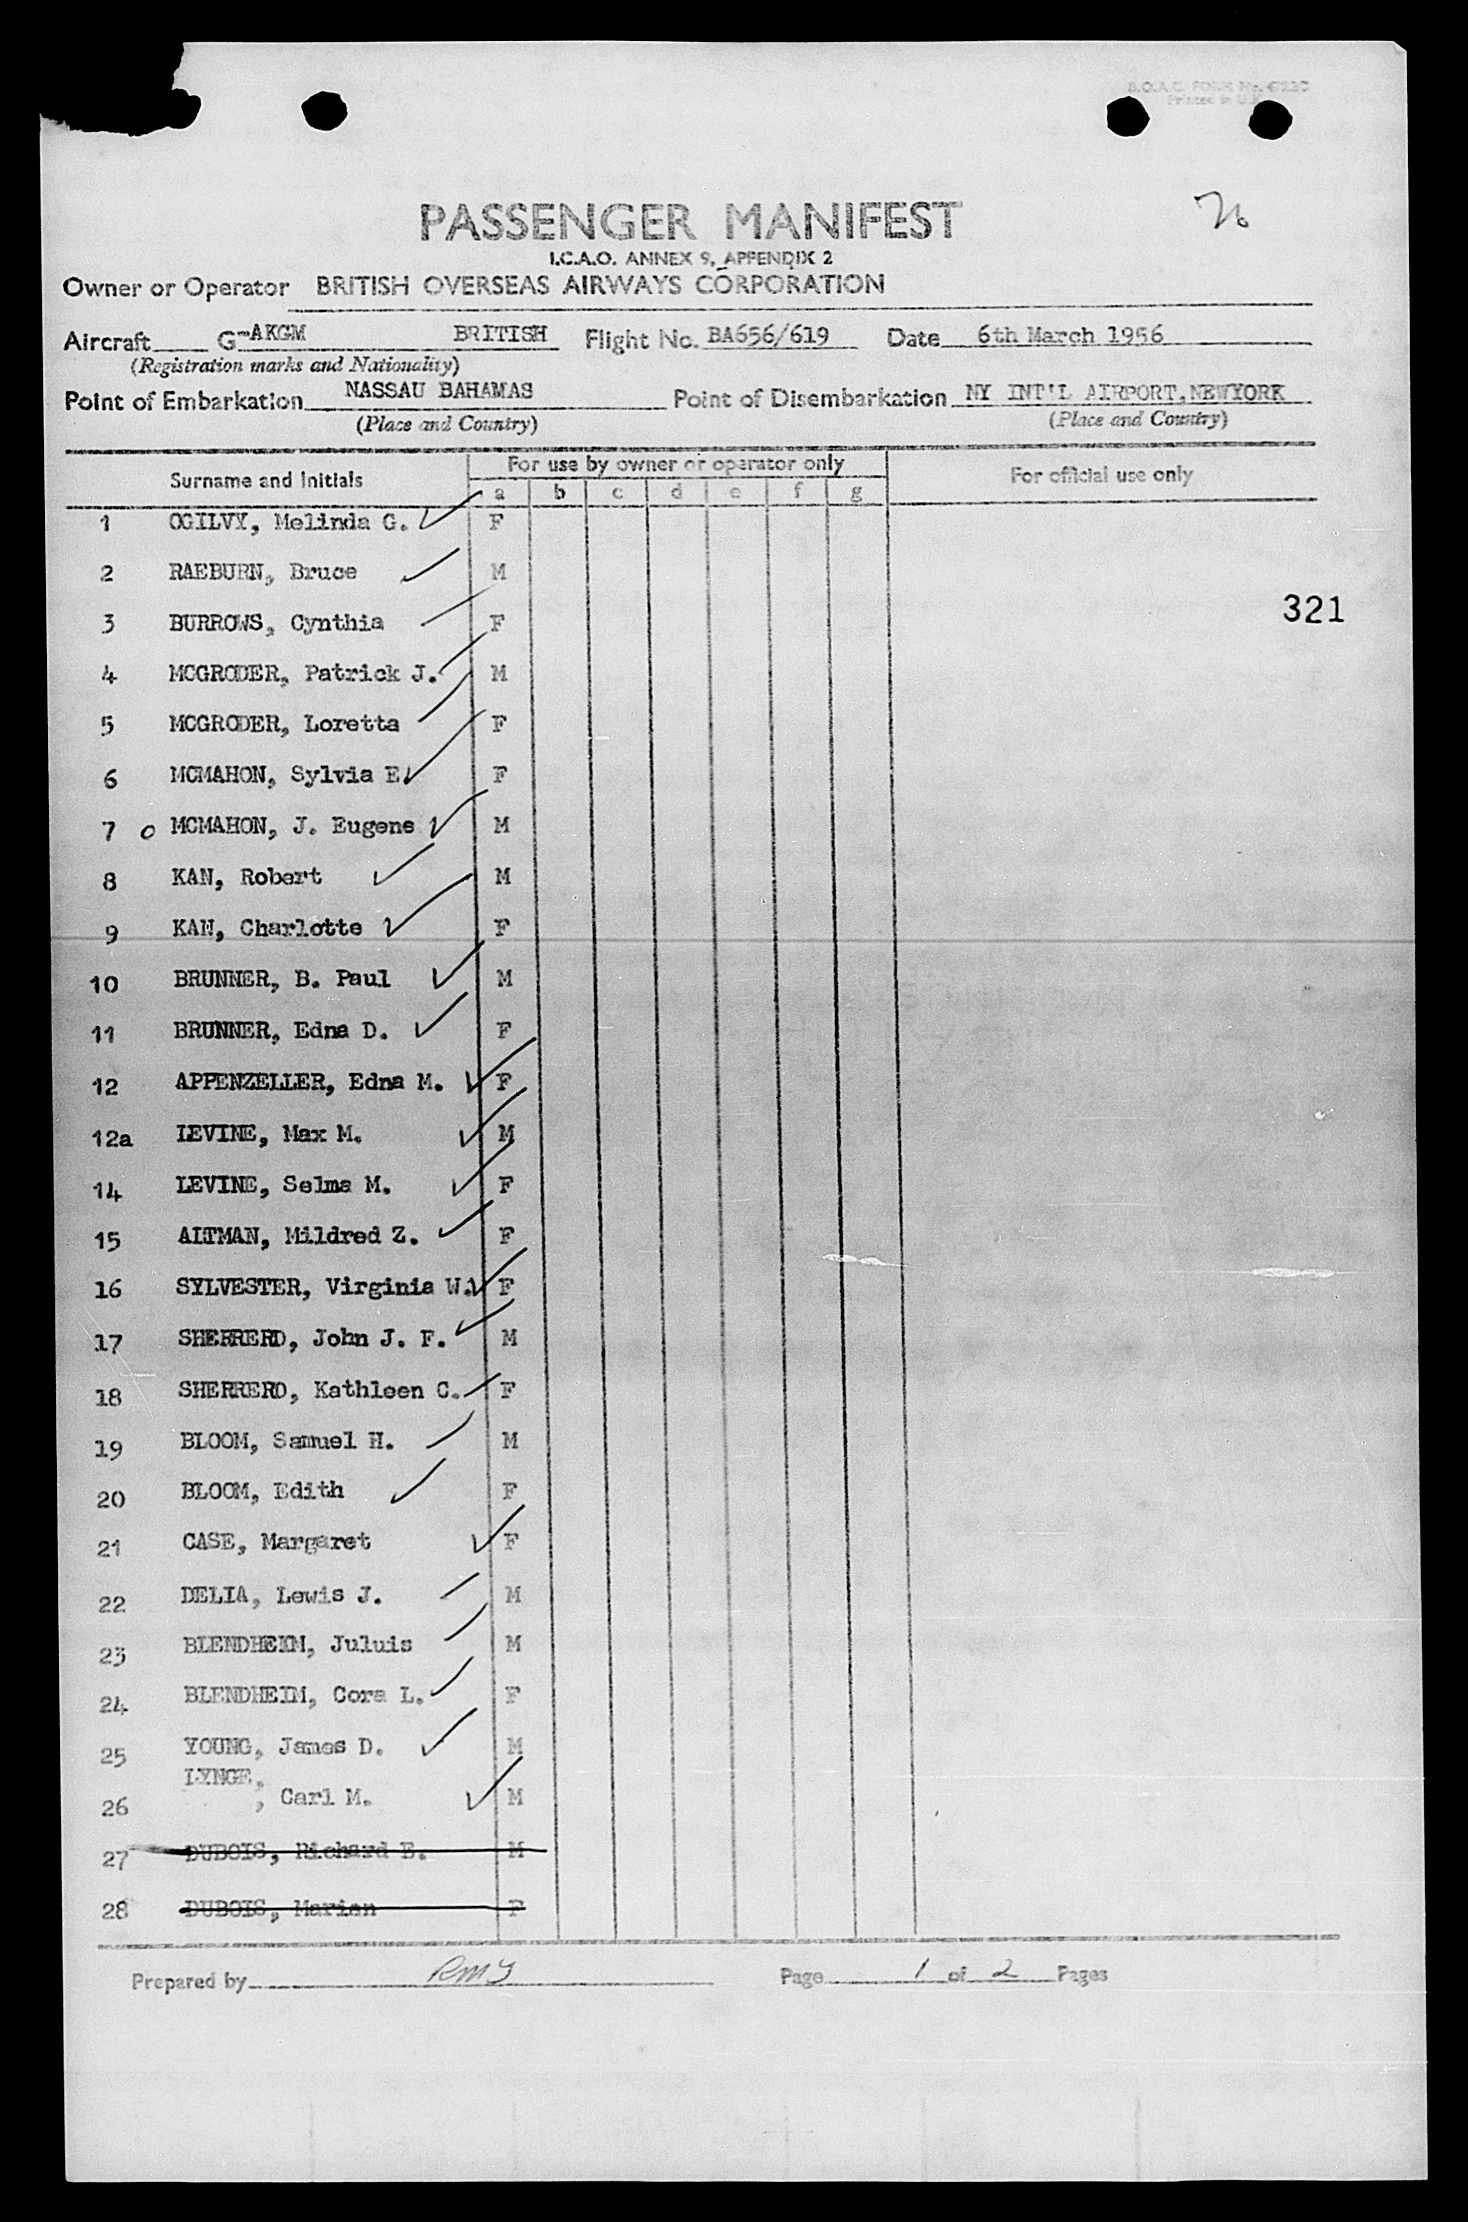 B.O.A.C. FORM No.
Printed in U.K.
26
PASSENGER MANIFEST
I.C.A.O. ANNEX 9, APPENDIX 2
Owner or Operator BRITISH OVERSEAS AIRWAYS CORPORATION
Aircraft G-AKGM BRITISH Flight No. BA656/619 Date 6th March 1956
(Registration marks and Nationality)
Point of Embarkation NASSAU BAHAMAS Point of Disembarkation NY INT'L AIRPORT,NEWYORK
(Place and Country) (Place and Country)
Surname and Initials For use by owner or operator only For official use only
a b c d e f g
1 OGILVY, Melinda G. F
2 RAEBURN, Bruce M
321
3 BURROWS, Cynthia F
4 MCGRODER, Patrick J. M
5 MCGRODER, Loretta F
6 MCMAHON, Sylvia E. F
7 o MCMAHON, J. Eugene M
8 KAN, Robert M
9 KAN, Charlotte F
10 BRUNNER, B. Paul M
11 BRUNNER, Edna D. F
12 APPENZELLER, Edna M. F
12a LEVINE, Max M. M
14 LEVINE, Selma M. F
15 ALTMAN, Mildred Z. F
16 SYLVESTER, Virginia W. F
17 SHERRERD, John J. F. M
18 SHERRERD, Kathleen C. F
19 BLOOM, Samuel H. M
20 BLOOM, Edith F
21 CASE, Margaret F
22 DELIA, Lewis J. M
23 BLENDHEIM, Juluis M
24 BLENDHEIM, Cora L. F
25 YOUNG, James D. M
LYNGE,
26 , Carl M. M
27 DUBOIS, Richard E. M
28 DUBOIS, Marian F
Prepared by RMY Page 1 of 2 Pages